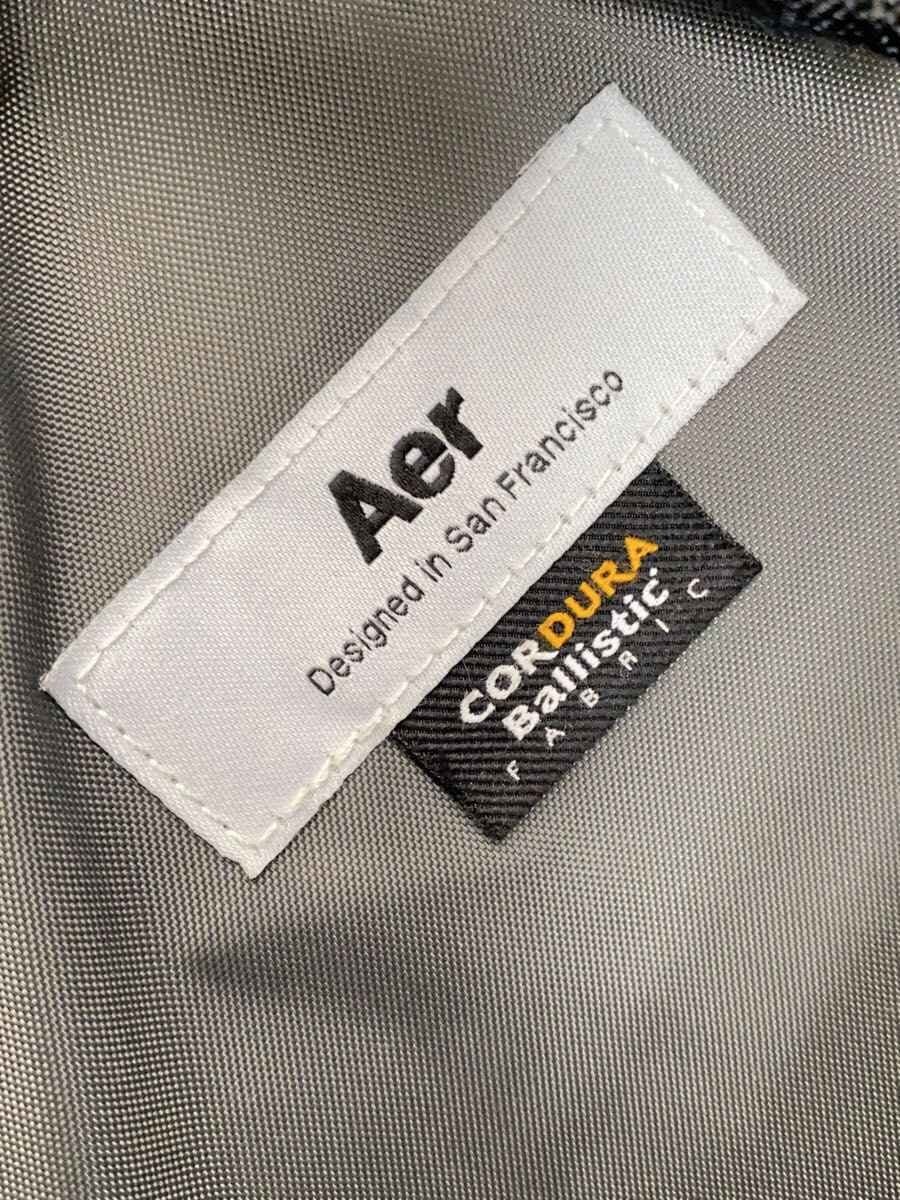 Aer
Designed in San Francisco
CORDURA
Ballistic
FABRIC